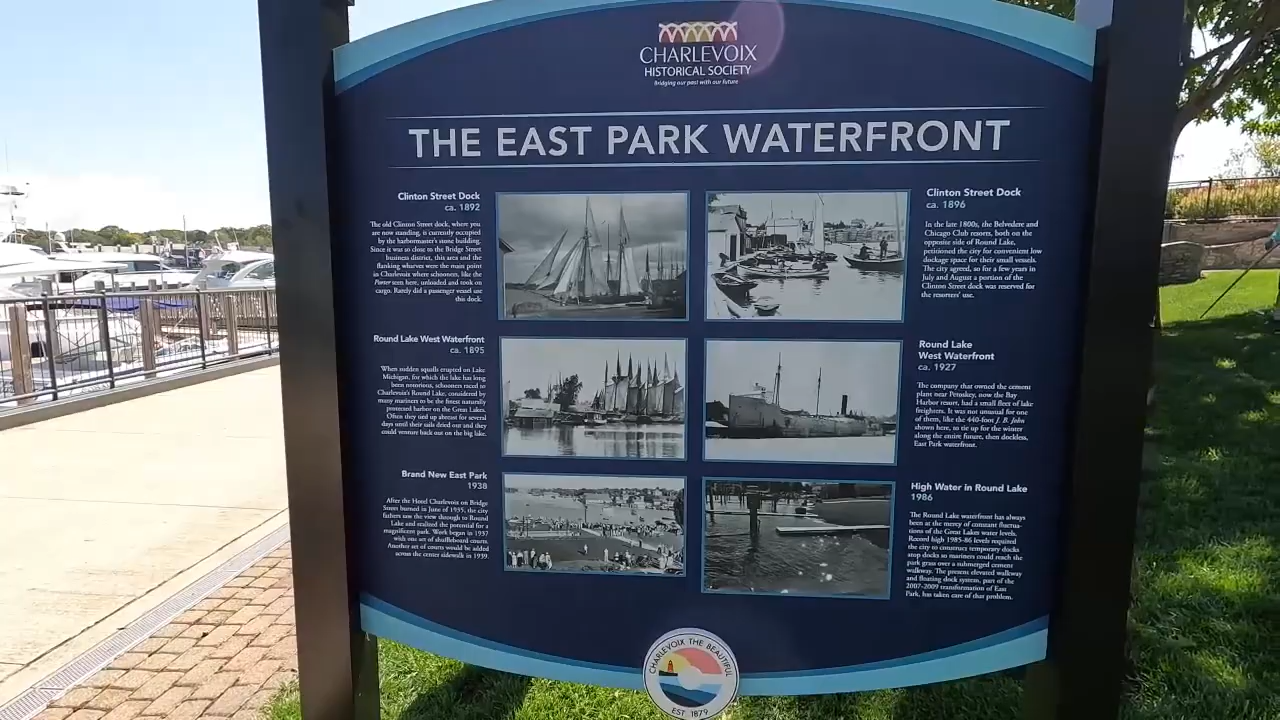 CHARLEVOIX
HISTORICAL SOCIETY
Bridging our past with our future
THE EAST PARK WATERFRONT
Clinton Street Dock
ca. 1892
The old Clinton Street dock, where you
are now standing, is currently occupied
by the harbormaster's stone building.
Since it was so close to the Bridge Street
business district, this area and the
flanking wharves were the main point
in Charlevoix where schooners, like the
Porter seen here, unloaded and took on
cargo. Rarely did a passenger vessel use
this dock.
Clinton Street Dock
ca. 1896
In the late 1800s, the Belvedere and
Chicago Club resorts, both on the
opposite side of Round Lake,
petitioned the city for convenient low
dockage space for their small vessels.
The city agreed, so for a few years in
July and August a portion of the
Clinton Street dock was reserved for
the resorters' use.
Round Lake West Waterfront
ca. 1895
When sudden squalls erupted on Lake
Michigan, for which the lake has long
been notorious, schooners raced to
Charlevoix's Round Lake, considered by
many mariners to be the finest naturally
protected harbor on the Great Lakes.
Often they tied up abreast for several
days until their sails dried out and they
could venture back out on the big lake.
Round Lake
West Waterfront
ca. 1927
The company that owned the cement
plant near Petoskey, now the Bay
Harbor resort, had a small fleet of lake
freighters. It was not unusual for one
of them, like the 440-foot J. B. John
shown here, to tie up for the winter
along the entire future, then dockless,
East Park waterfront.
Brand New East Park
1938
After the Hotel Charlevoix on Bridge
Street burned in June of 1935, the city
fathers saw the view through to Round
Lake and realized the potential for a
magnificent park. Work began in 1937
with one set of shuffleboard courts.
Another set of courts would be added
across the center sidewalk in 1939.
High Water in Round Lake
1986
The Round Lake waterfront has always
been at the mercy of constant fluctua-
tions of the Great Lakes water levels.
Record high 1985-86 levels required
the city to construct temporary docks
atop docks so mariners could reach the
park grass over a submerged cement
walkway. The present elevated walkway
and floating dock system, part of the
2007-2009 transformation of East
Park, has taken care of that problem.
CHARLEVOIX THE BEAUTIFUL
EST 1879